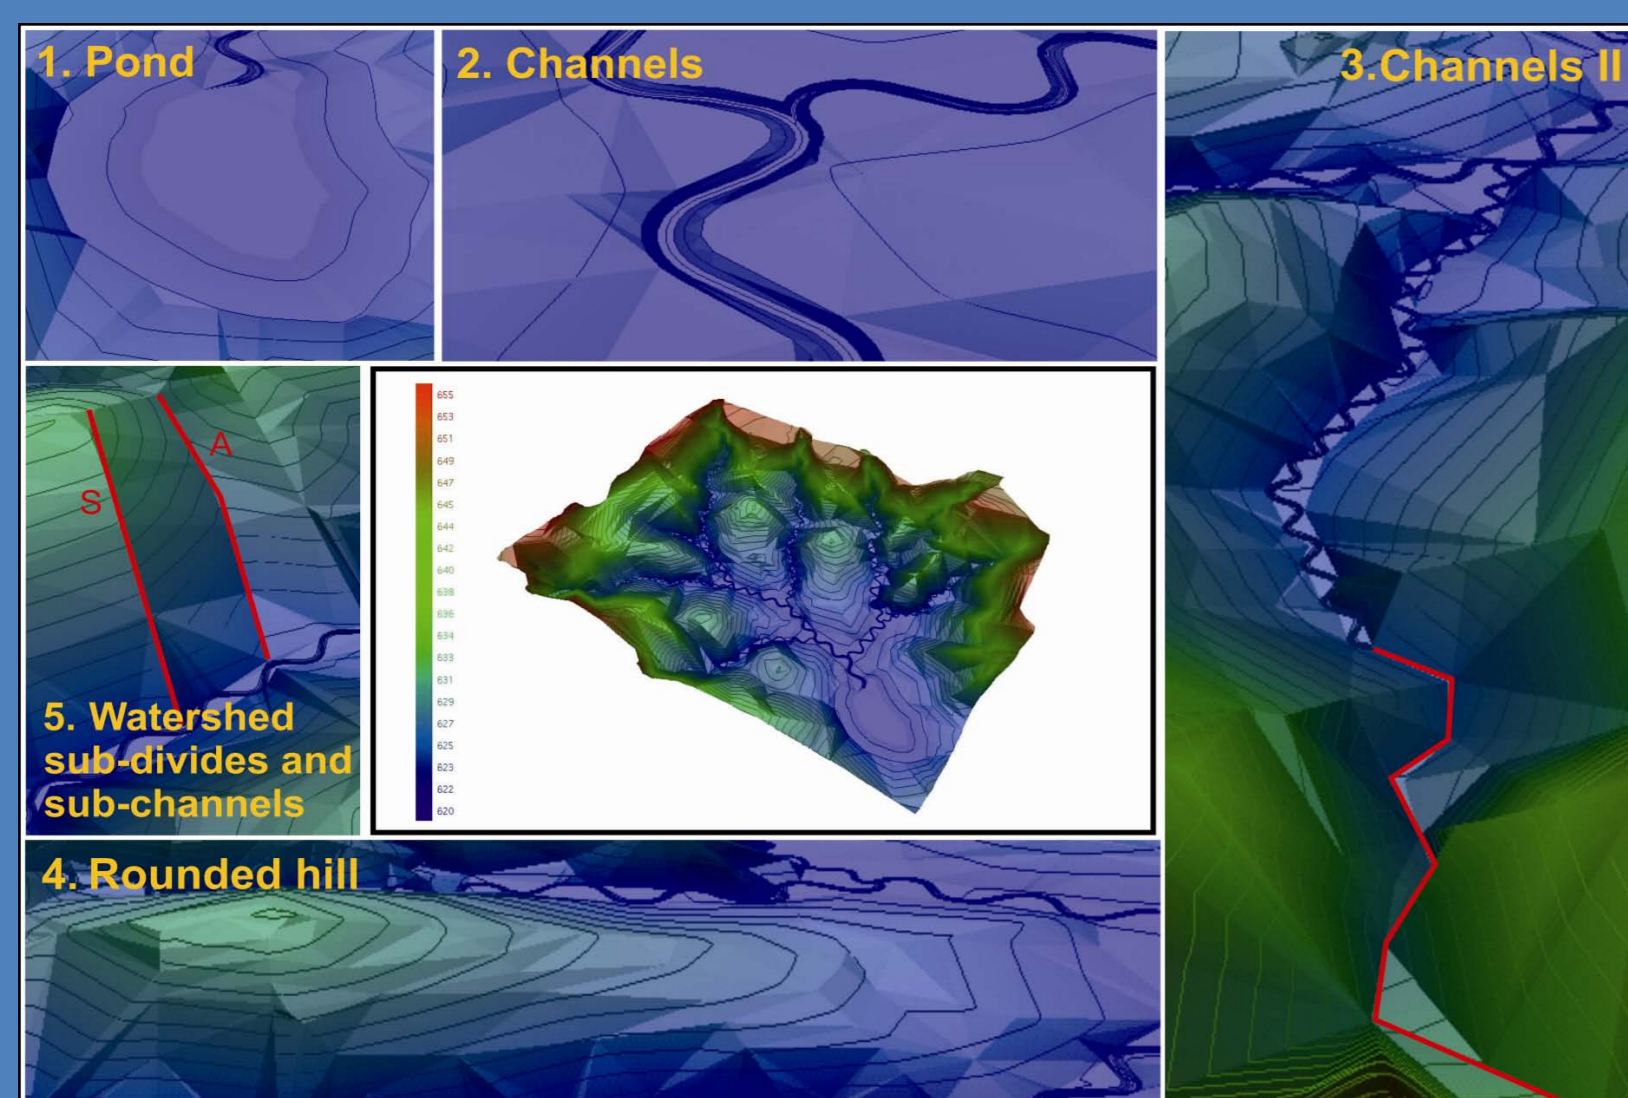 1. Pond
2. Channels
3.Channels II
A
S
5. Watershed
sub-divides and
sub-channels
655
653
651
649
647
645
644
642
640
638
636
634
633
631
629
627
625
623
622
620
4. Rounded hill